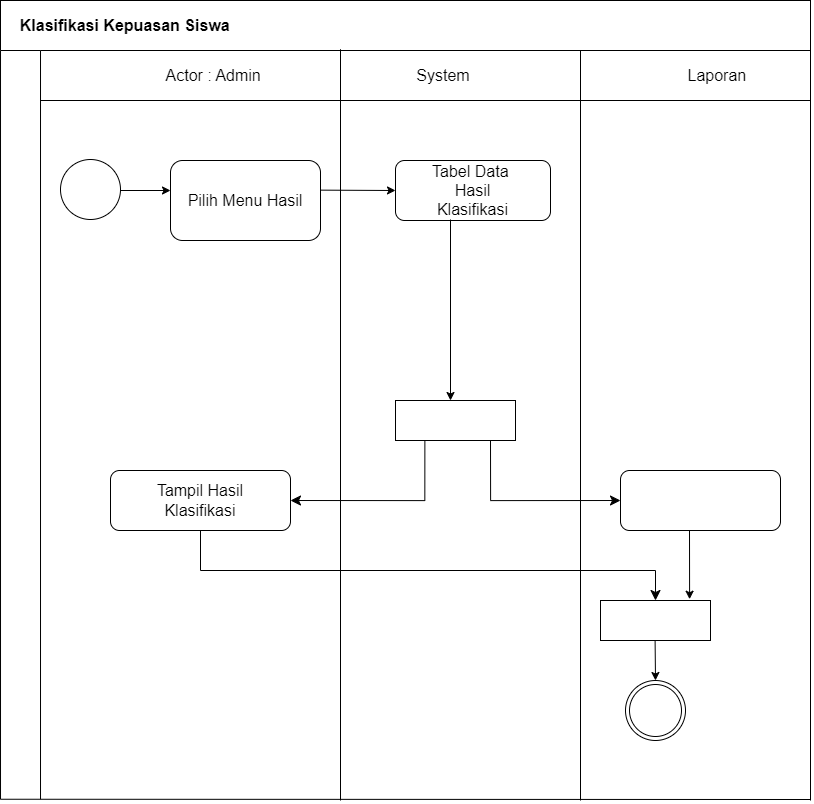 Klasifikasi Kepuasan Siswa
Actor : Admin
System
Laporan
Pilih Menu Hasil
Tabel Data
Hasil
Klasifikasi
Tampil Hasil
Klasifikasi